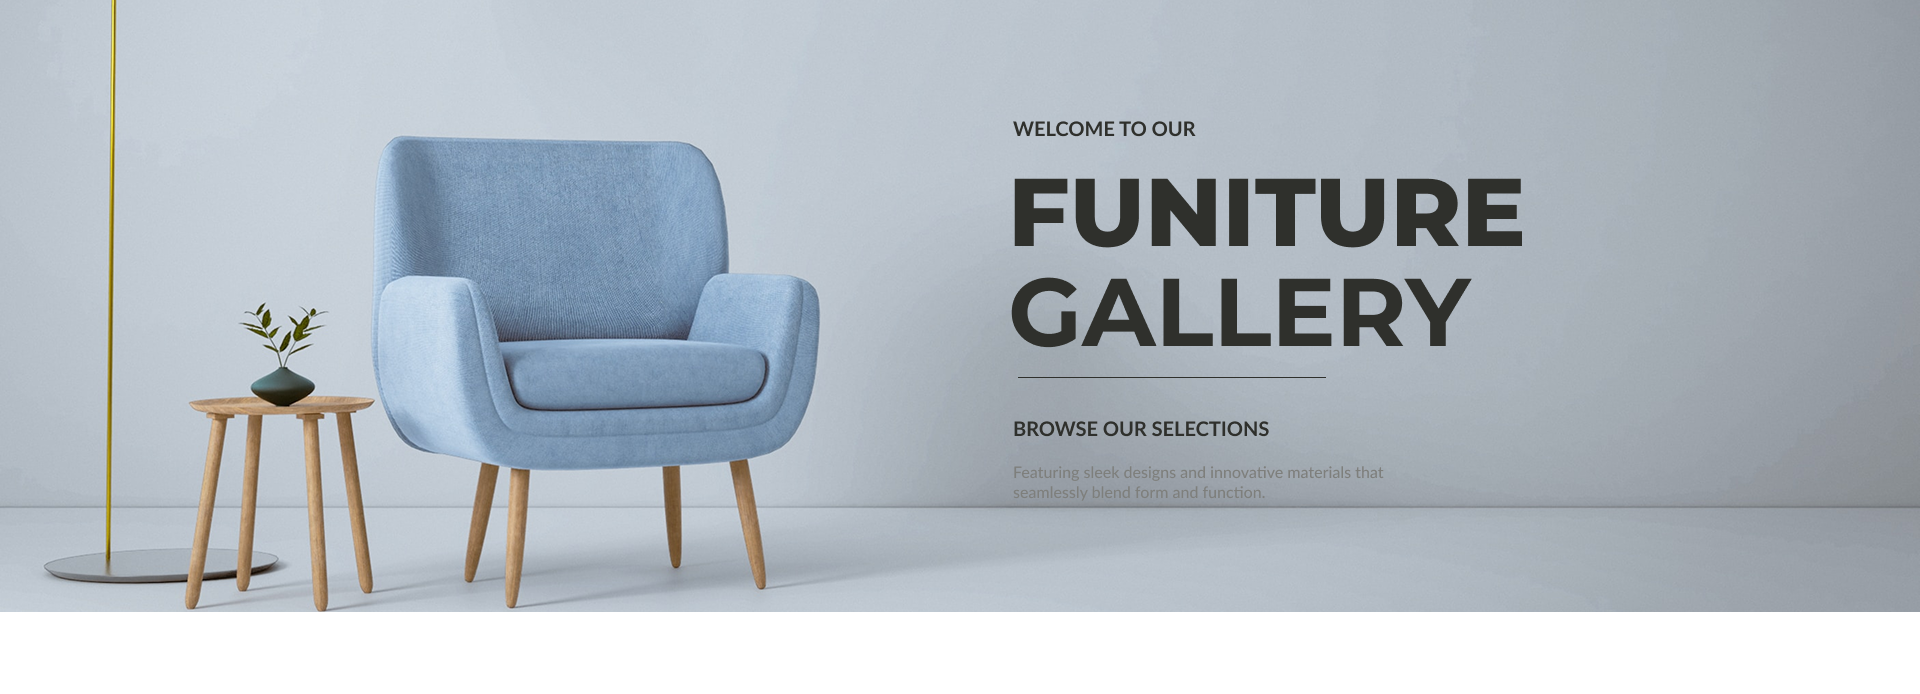 WELCOME TO OUR
FUNITURE
GALLERY
BROWSE OUR SELECTIONS
Featuring sleek designs and innovative materials that
seamlessly blend form and function.